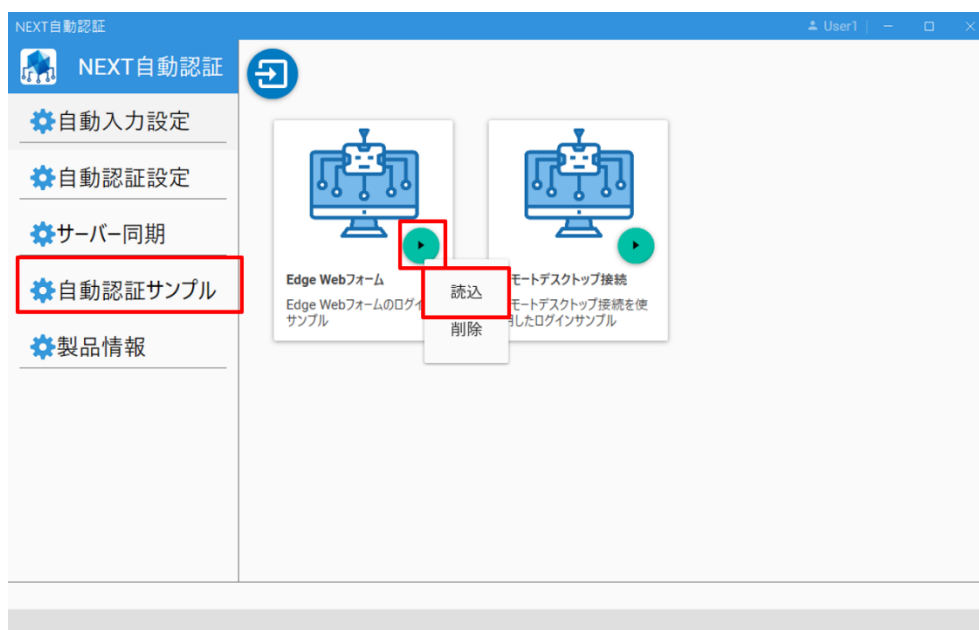 NEXT自動認証
User1
NEXT自動認証
自動入力設定
自動認証設定
サーバー同期
自動認証サンプル
製品情報
Edge Webフォーム
Edge Webフォームのログイ
サンプル
読込
削除
モートデスクトップ接続
モートデスクトップ接続を使
したログインサンプル